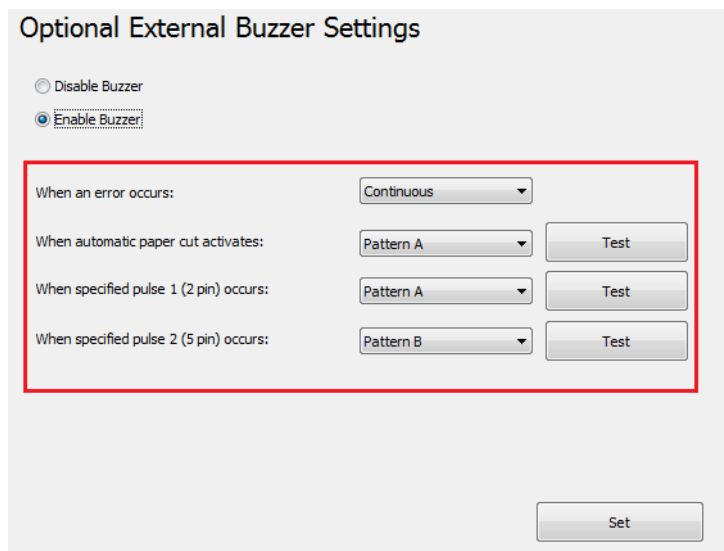 Optional External Buzzer Settings
Disable Buzzer
Enable Buzzer
When an error occurs: Continuous
When automatic paper cut activates: Pattern A Test
When specified pulse 1 (2 pin) occurs: Pattern A Test
When specified pulse 2 (5 pin) occurs: Pattern B Test
Set